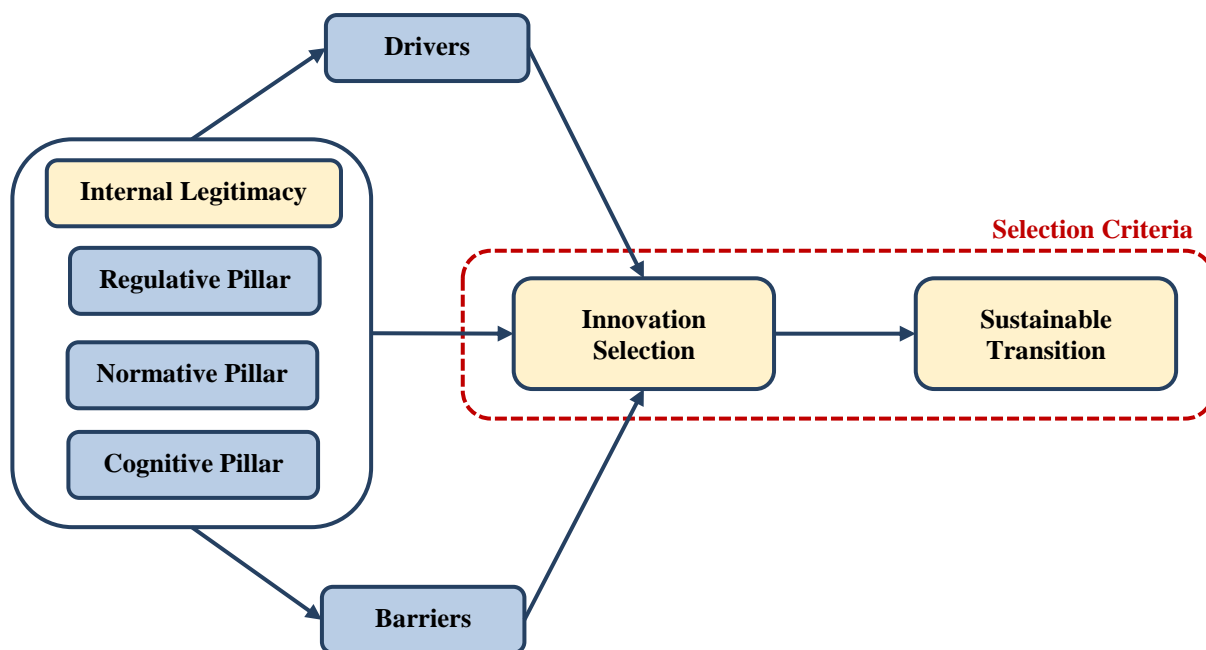 Drivers
Internal Legitimacy
Regulative Pillar
Normative Pillar
Cognitive Pillar
Selection Criteria
Innovation
Selection
Sustainable
Transition
Barriers